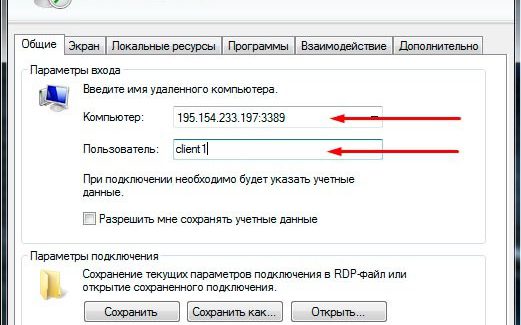 Общие Экран Локальные ресурсы Программы Взаимодействие Дополнительно
Параметры входа
Введите имя удаленного компьютера.
Компьютер: 195.154.233.197:3389
Пользователь: client1
При подключении необходимо будет указать учетные
данные.
Разрешить мне сохранять учетные данные
Параметры подключения
Сохранение текущих параметров подключения в RDP-файл или
открытие сохраненного подключения.
Сохранить Сохранить как... Открыть...